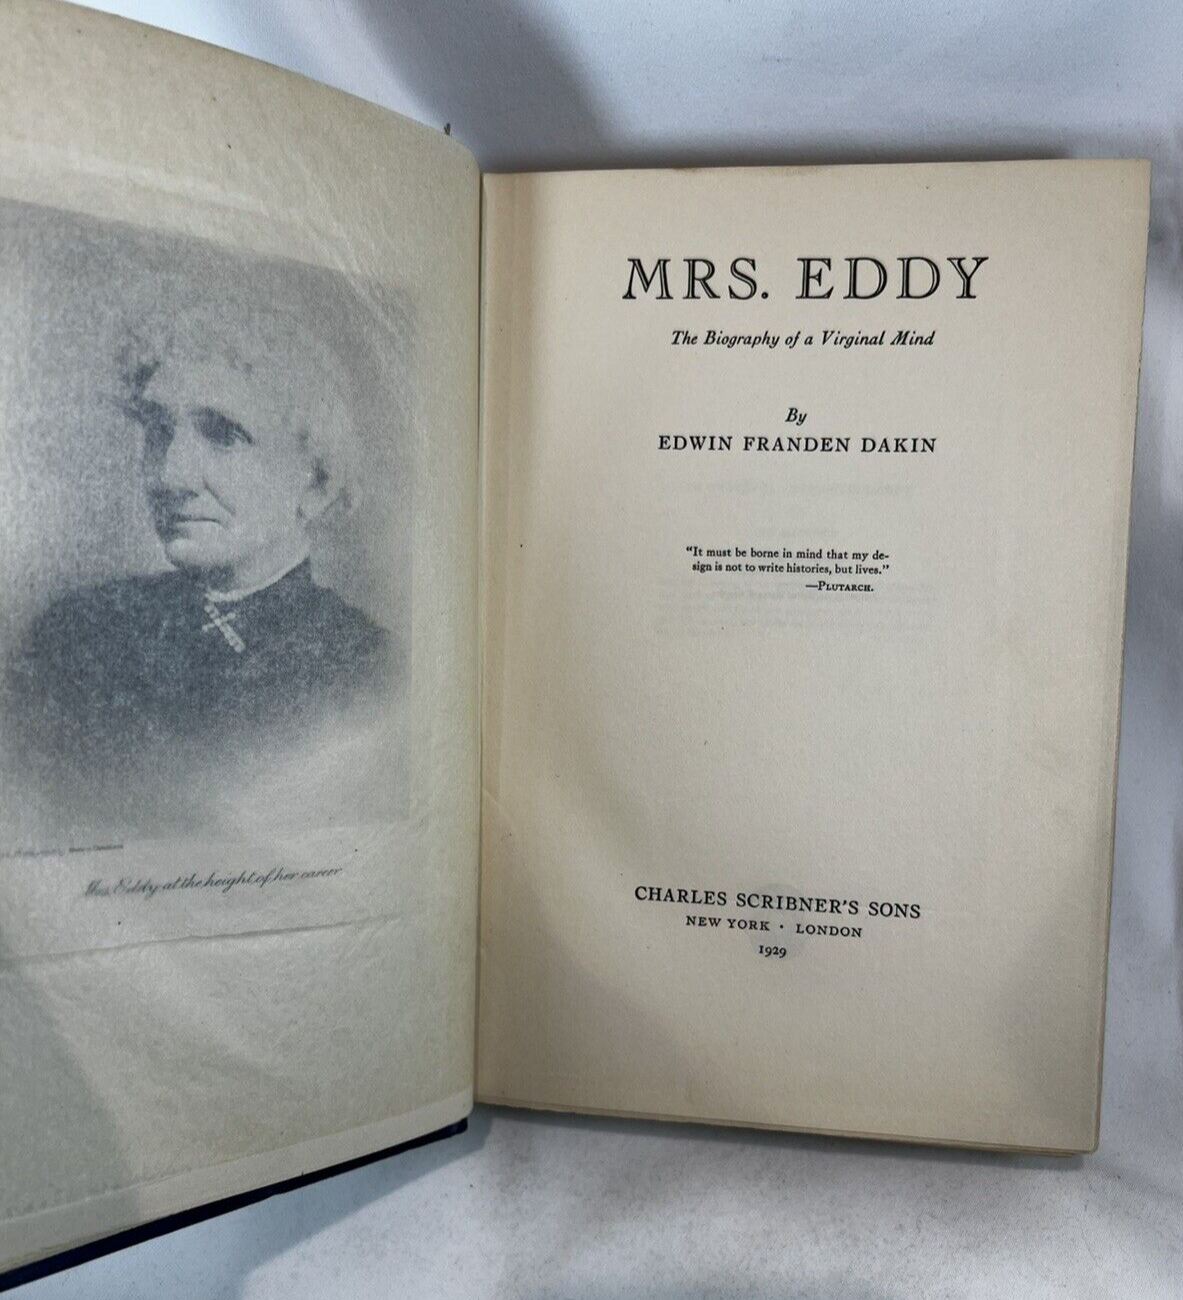 Mrs. Eddy at the height of her career
MRS. EDDY
The Biography of a Virginal Mind
By
EDWIN FRANDEN DAKIN
"It must be borne in mind that my de-
sign is not to write histories, but lives."
—PLUTARCH.
CHARLES SCRIBNER'S SONS
NEW YORK · LONDON
1929